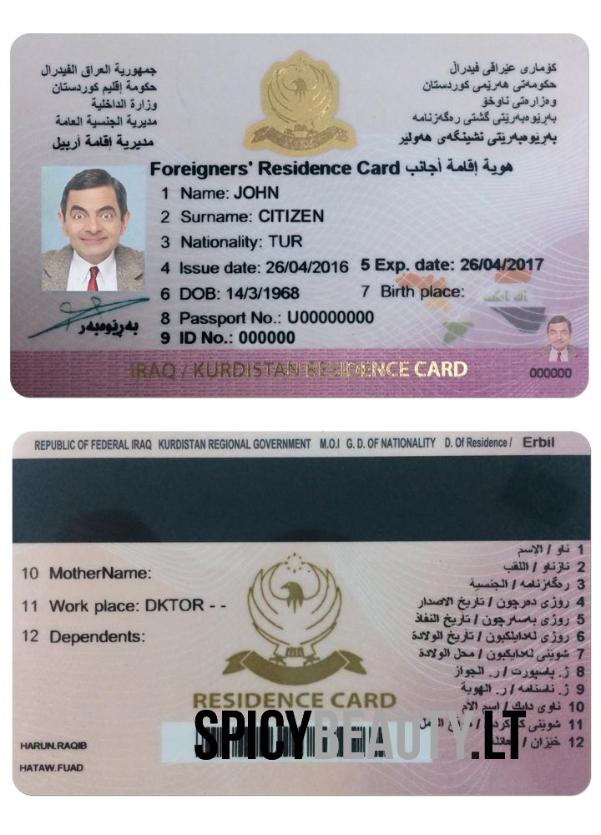 جمهورية العراق الفيدرال
حكومة إقليم كوردستان
وزارة الداخلية
مديرية الجنسية العامة
مديرية إقامة أربيل
كۆماری عێراقی فیدراڵ
حكومەتی هەرێمی كوردستان
وەزارەتی ناوخۆ
بەڕێوەبەرێتی گشتی رەگەزنامە
بەڕێوەبەرێتی نشینگەی هەولێر
Foreigners' Residence Card هوية إقامة أجانب
1 Name: JOHN
2 Surname: CITIZEN
3 Nationality: TUR
4 Issue date: 26/04/2016 5 Exp. date: 26/04/2017
6 DOB: 14/3/1968 7 Birth place:
8 Passport No.: U00000000
بەڕێوەبەر
9 ID No.: 000000
IRAQ / KURDISTAN RESIDENCE CARD
000000
REPUBLIC OF FEDERAL IRAQ KURDISTAN REGIONAL GOVERNMENT M.O.I G. D. OF NATIONALITY D. Of Residence / Erbil
10 MotherName:
11 Work place: DKTOR - -
12 Dependents:
1 ناو / الاسم
2 نازناو / اللقب
3 رەگەزنامە / الجنسية
4 رۆژی دەرچون / تاريخ الاصدار
5 رۆژی بەسەرچون / تاريخ النفاذ
6 رۆژی لەدایكبون / تاريخ الولادة
7 شوێنی لەدایكبون / محل الولادة
8 ژ. پاسپورت / ر. الجواز
9 ژ. ناسنامە / ر. الهوية
10 ناوی دایك / اسم الام
11 شوێنی
12 خێزان /
RESIDENCE CARD
SPICYBEAUTY.LT
HARUN.RAQIB
HATAW.FUAD